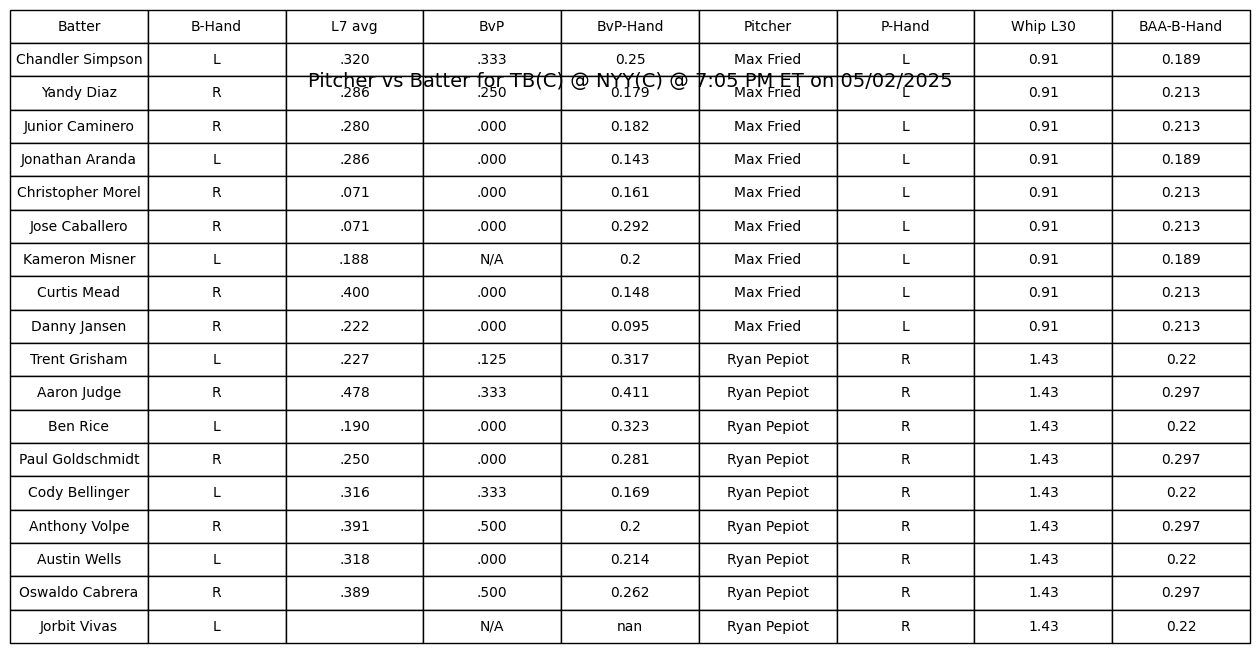 Batter B-Hand L7 avg BvP BvP-Hand Pitcher P-Hand Whip L30 BAA-B-Hand
Chandler Simpson L .320 .333 0.25 Max Fried L 0.91 0.189
Pitcher vs Batter for TB(C) @ NYY(C) @ 7:05 PM ET on 05/02/2025
Yandy Diaz R .286 .250 0.179 Max Fried L 0.91 0.213
Junior Caminero R .280 .000 0.182 Max Fried L 0.91 0.213
Jonathan Aranda L .286 .000 0.143 Max Fried L 0.91 0.189
Christopher Morel R .071 .000 0.161 Max Fried L 0.91 0.213
Jose Caballero R .071 .000 0.292 Max Fried L 0.91 0.213
Kameron Misner L .188 N/A 0.2 Max Fried L 0.91 0.189
Curtis Mead R .400 .000 0.148 Max Fried L 0.91 0.213
Danny Jansen R .222 .000 0.095 Max Fried L 0.91 0.213
Trent Grisham L .227 .125 0.317 Ryan Pepiot R 1.43 0.22
Aaron Judge R .478 .333 0.411 Ryan Pepiot R 1.43 0.297
Ben Rice L .190 .000 0.323 Ryan Pepiot R 1.43 0.22
Paul Goldschmidt R .250 .000 0.281 Ryan Pepiot R 1.43 0.297
Cody Bellinger L .316 .333 0.169 Ryan Pepiot R 1.43 0.22
Anthony Volpe R .391 .500 0.2 Ryan Pepiot R 1.43 0.297
Austin Wells L .318 .000 0.214 Ryan Pepiot R 1.43 0.22
Oswaldo Cabrera R .389 .500 0.262 Ryan Pepiot R 1.43 0.297
Jorbit Vivas L N/A nan Ryan Pepiot R 1.43 0.22